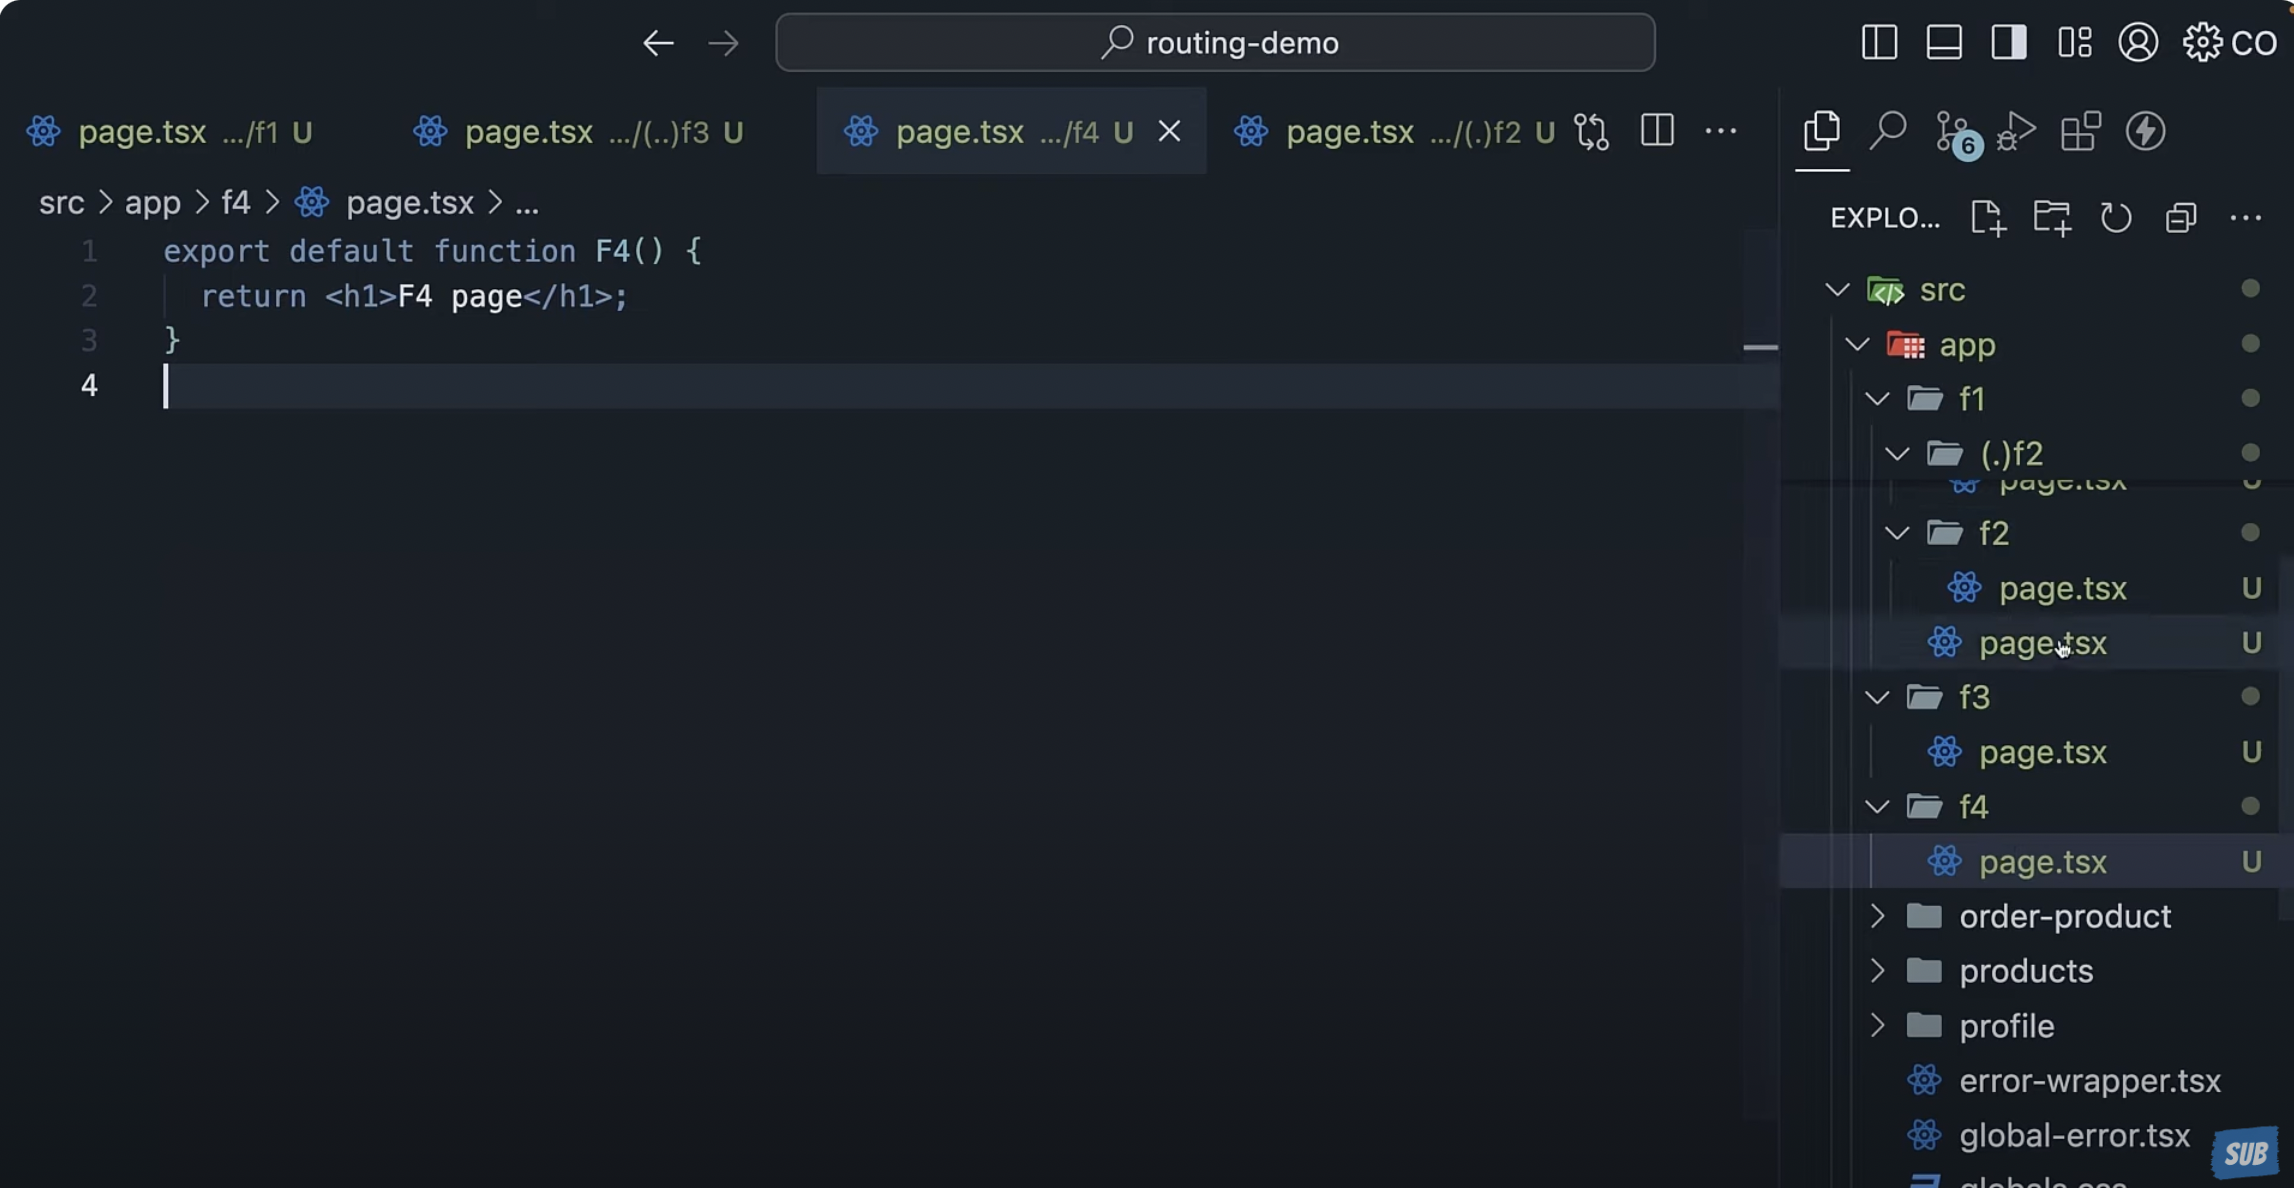 routing-demo
CO
page.tsx .../f1 U
page.tsx .../(..)f3 U
page.tsx .../f4 U
page.tsx .../(.)f2 U
6
src > app > f4 > page.tsx > ...
EXPLO...
1 export default function F4() {
2 return <h1>F4 page</h1>;
3 }
4
src
app
f1
(.)f2
page.tsx U
f2
page.tsx U
page.tsx U
f3
page.tsx U
f4
page.tsx U
order-product
products
profile
error-wrapper.tsx
global-error.tsx
globals.css
SUB